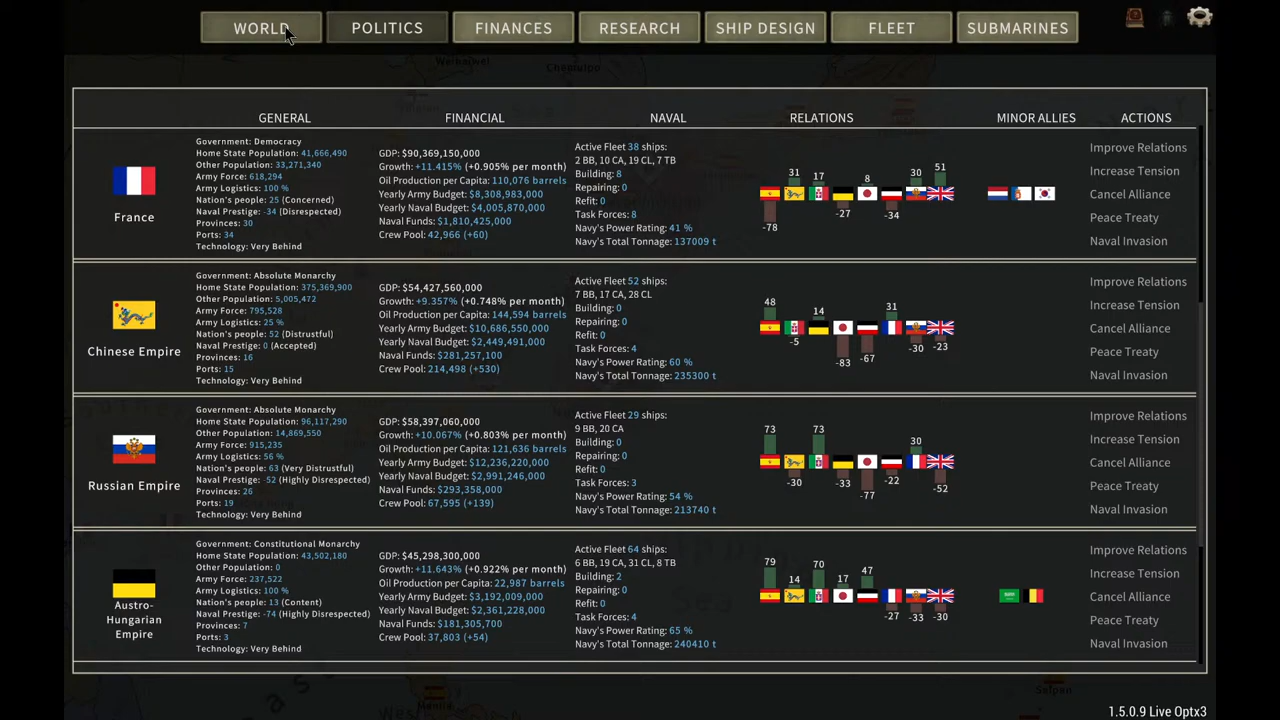 WORLD
POLITICS
FINANCES
RESEARCH
SHIP DESIGN
FLEET
SUBMARINES
GENERAL
FINANCIAL
NAVAL
RELATIONS
MINOR ALLIES
ACTIONS
France
Government: Democracy
Home State Population: 41,666,490
Other Population: 33,271,340
Army Force: 618,294
Army Logistics: 100 %
Nation's people: 25 (Concerned)
Naval Prestige: -34 (Disrespected)
Provinces: 30
Ports: 34
Technology: Very Behind
GDP: $90,369,150,000
Growth: +11.415% (+0.905% per month)
Oil Production per Capita: 110,076 barrels
Yearly Army Budget: $8,308,983,000
Yearly Naval Budget: $4,005,870,000
Naval Funds: $1,810,425,000
Crew Pool: 42,966 (+60)
Active Fleet 38 ships:
2 BB, 10 CA, 19 CL, 7 TB
Building: 8
Repairing: 0
Refit: 0
Task Forces: 8
Navy's Power Rating: 41 %
Navy's Total Tonnage: 137009 t
-78
31
17
-27
8
-34
30
51
Improve Relations
Increase Tension
Cancel Alliance
Peace Treaty
Naval Invasion
Chinese Empire
Government: Absolute Monarchy
Home State Population: 375,369,900
Other Population: 5,005,472
Army Force: 795,528
Army Logistics: 25 %
Nation's people: 52 (Distrustful)
Naval Prestige: 0 (Accepted)
Provinces: 16
Ports: 15
Technology: Very Behind
GDP: $54,427,560,000
Growth: +9.357% (+0.748% per month)
Oil Production per Capita: 144,594 barrels
Yearly Army Budget: $10,686,550,000
Yearly Naval Budget: $2,449,491,000
Naval Funds: $281,257,100
Crew Pool: 214,498 (+530)
Active Fleet 52 ships:
7 BB, 17 CA, 28 CL
Building: 0
Repairing: 0
Refit: 0
Task Forces: 4
Navy's Power Rating: 60 %
Navy's Total Tonnage: 235300 t
48
-5
14
-83
-67
31
-30
-23
Improve Relations
Increase Tension
Cancel Alliance
Peace Treaty
Naval Invasion
Russian Empire
Government: Absolute Monarchy
Home State Population: 96,117,290
Other Population: 14,869,550
Army Force: 915,235
Army Logistics: 56 %
Nation's people: 63 (Very Distrustful)
Naval Prestige: -52 (Highly Disrespected)
Provinces: 26
Ports: 19
Technology: Very Behind
GDP: $58,397,060,000
Growth: +10.067% (+0.803% per month)
Oil Production per Capita: 121,636 barrels
Yearly Army Budget: $12,236,220,000
Yearly Naval Budget: $2,991,246,000
Naval Funds: $293,358,000
Crew Pool: 67,595 (+139)
Active Fleet 29 ships:
9 BB, 20 CA
Building: 0
Repairing: 0
Refit: 0
Task Forces: 3
Navy's Power Rating: 54 %
Navy's Total Tonnage: 213740 t
73
-30
73
-33
-77
-22
30
-52
Improve Relations
Increase Tension
Cancel Alliance
Peace Treaty
Naval Invasion
Austro-
Hungarian
Empire
Government: Constitutional Monarchy
Home State Population: 43,502,180
Other Population: 0
Army Force: 237,522
Army Logistics: 100 %
Nation's people: 13 (Content)
Naval Prestige: -74 (Highly Disrespected)
Provinces: 7
Ports: 3
Technology: Very Behind
GDP: $45,298,300,000
Growth: +11.643% (+0.922% per month)
Oil Production per Capita: 22,987 barrels
Yearly Army Budget: $3,192,009,000
Yearly Naval Budget: $2,361,228,000
Naval Funds: $181,305,700
Crew Pool: 37,803 (+54)
Active Fleet 64 ships:
6 BB, 19 CA, 31 CL, 8 TB
Building: 2
Repairing: 0
Refit: 0
Task Forces: 4
Navy's Power Rating: 65 %
Navy's Total Tonnage: 240410 t
79
14
70
17
47
-27
-33
-30
Improve Relations
Increase Tension
Cancel Alliance
Peace Treaty
Naval Invasion
Saipan
Manila
1.5.0.9 Live Optx3